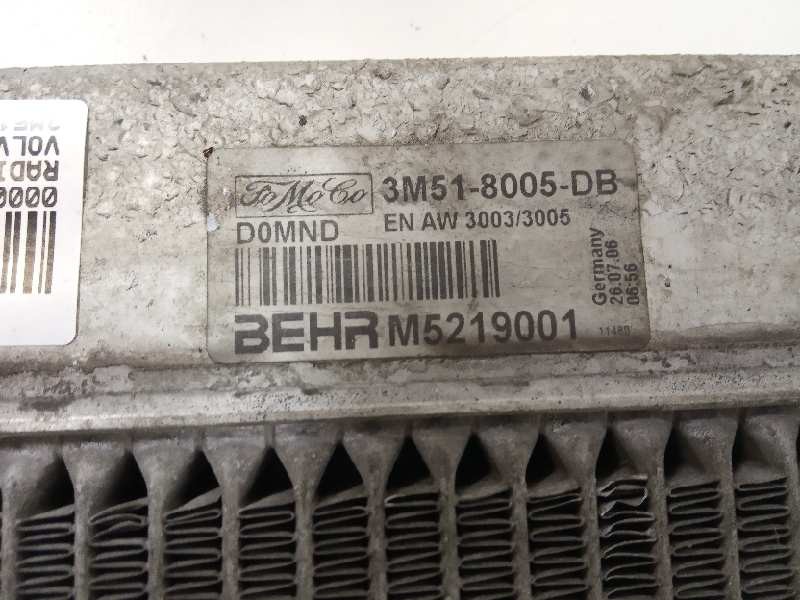 FoMoCo 3M51-8005-DB
D0MND EN AW 3003/3005
BEHR M5219001
Germany
26.07.06
06:56
11480
VOLV
RADI
0000